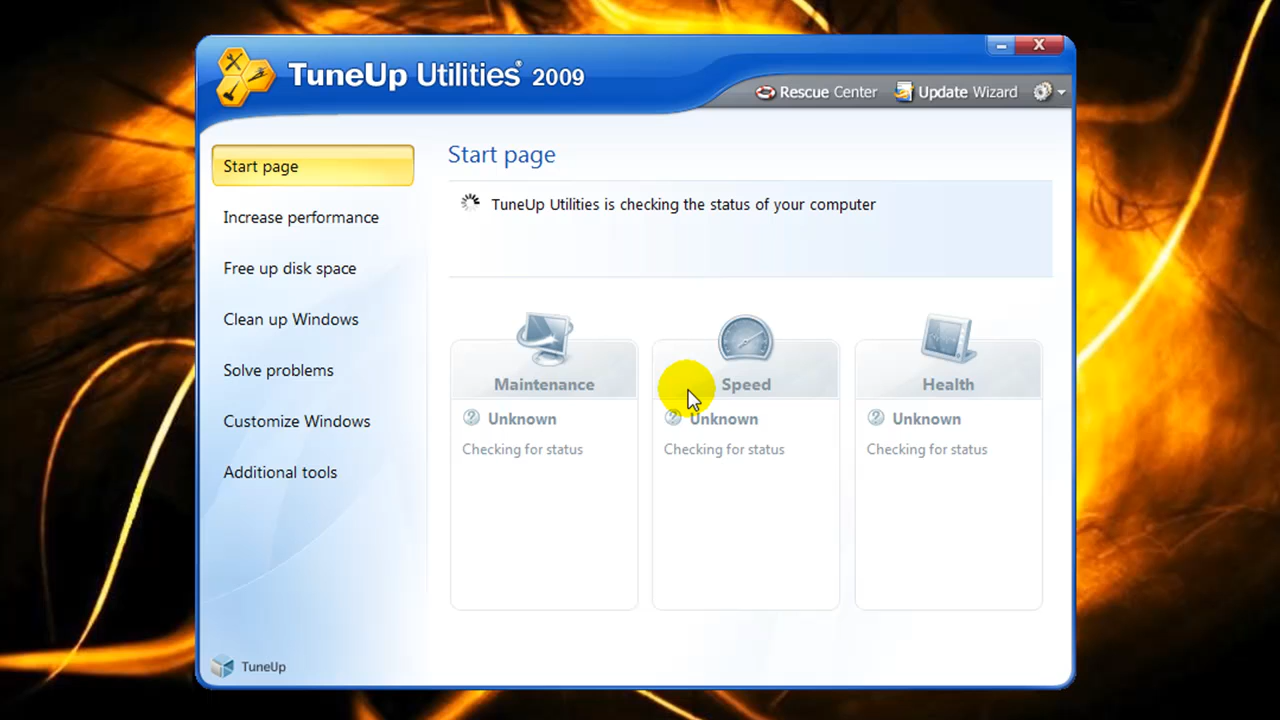 TuneUp Utilities® 2009
Rescue Center
Update Wizard
Start page
Increase performance
Free up disk space
Clean up Windows
Solve problems
Customize Windows
Additional tools
TuneUp
Start page
TuneUp Utilities is checking the status of your computer
Maintenance
Unknown
Checking for status
Speed
Unknown
Checking for status
Health
Unknown
Checking for status